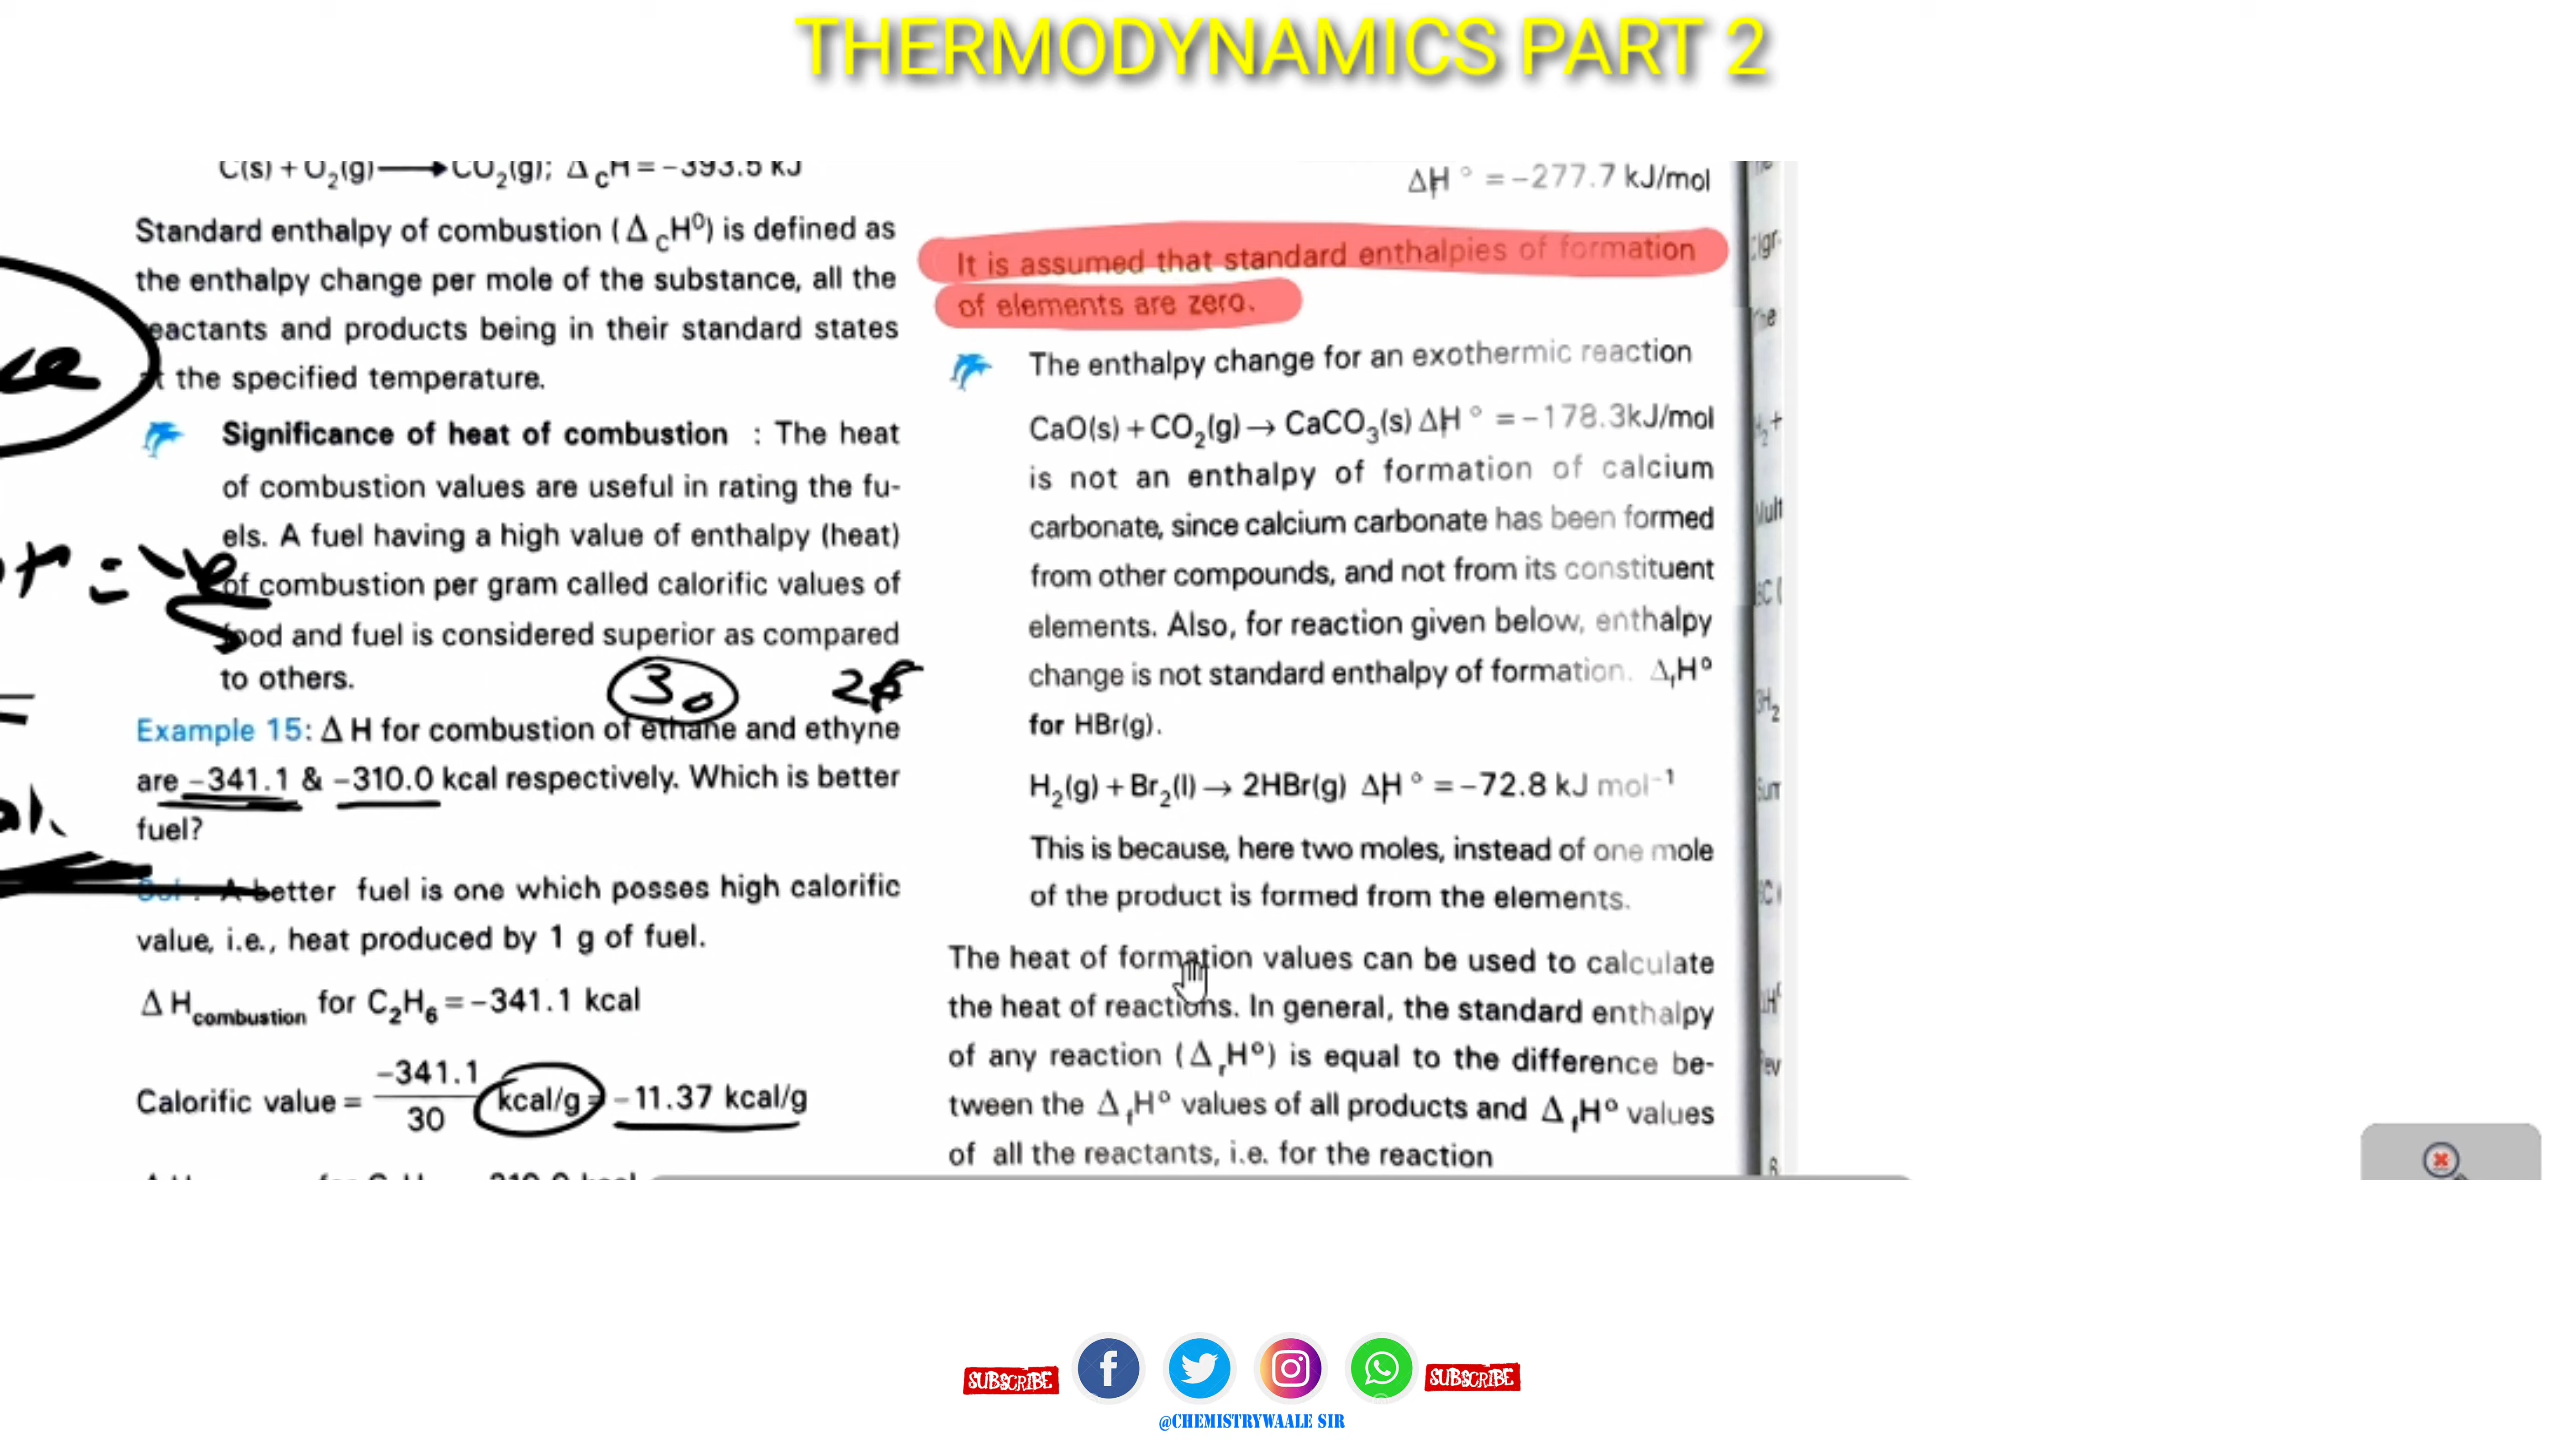 THERMODYNAMICS PART 2
C(s) + O₂(g) ⟶ CO₂(g); Δ cH = −393.5 kJ
Standard enthalpy of combustion ( Δ cH⁰) is defined as
the enthalpy change per mole of the substance, all the
eactants and products being in their standard states
the specified temperature.
Significance of heat of combustion : The heat
of combustion values are useful in rating the fu-
els. A fuel having a high value of enthalpy (heat)
of combustion per gram called calorific values of
food and fuel is considered superior as compared
to others.
30 26
Example 15: Δ H for combustion of ethane and ethyne
are −341.1 & −310.0 kcal respectively. Which is better
fuel?
A better fuel is one which posses high calorific
value, i.e., heat produced by 1 g of fuel.
Δ H combustion for C₂H₆ = −341.1 kcal
Calorific value = −341.1/30 kcal/g = −11.37 kcal/g
= −ve
ΔH ° = −277.7 kJ/mol
It is assumed that standard enthalpies of formation
of elements are zero.
The enthalpy change for an exothermic reaction
CaO(s) + CO₂(g) → CaCO₃(s) ΔH ° = −178.3kJ/mol
is not an enthalpy of formation of calcium
carbonate, since calcium carbonate has been formed
from other compounds, and not from its constituent
elements. Also, for reaction given below, enthalpy
change is not standard enthalpy of formation. ΔfH°
for HBr(g).
H₂(g) + Br₂(l) → 2HBr(g) ΔH ° = −72.8 kJ mol⁻¹
This is because, here two moles, instead of one mole
of the product is formed from the elements.
The heat of formation values can be used to calculate
the heat of reactions. In general, the standard enthalpy
of any reaction ( Δ rH°) is equal to the difference be-
tween the Δ fH° values of all products and Δ fH° values
of all the reactants, i.e. for the reaction
SUBSCRIBE SUBSCRIBE
@CHEMISTRYWAALE SIR